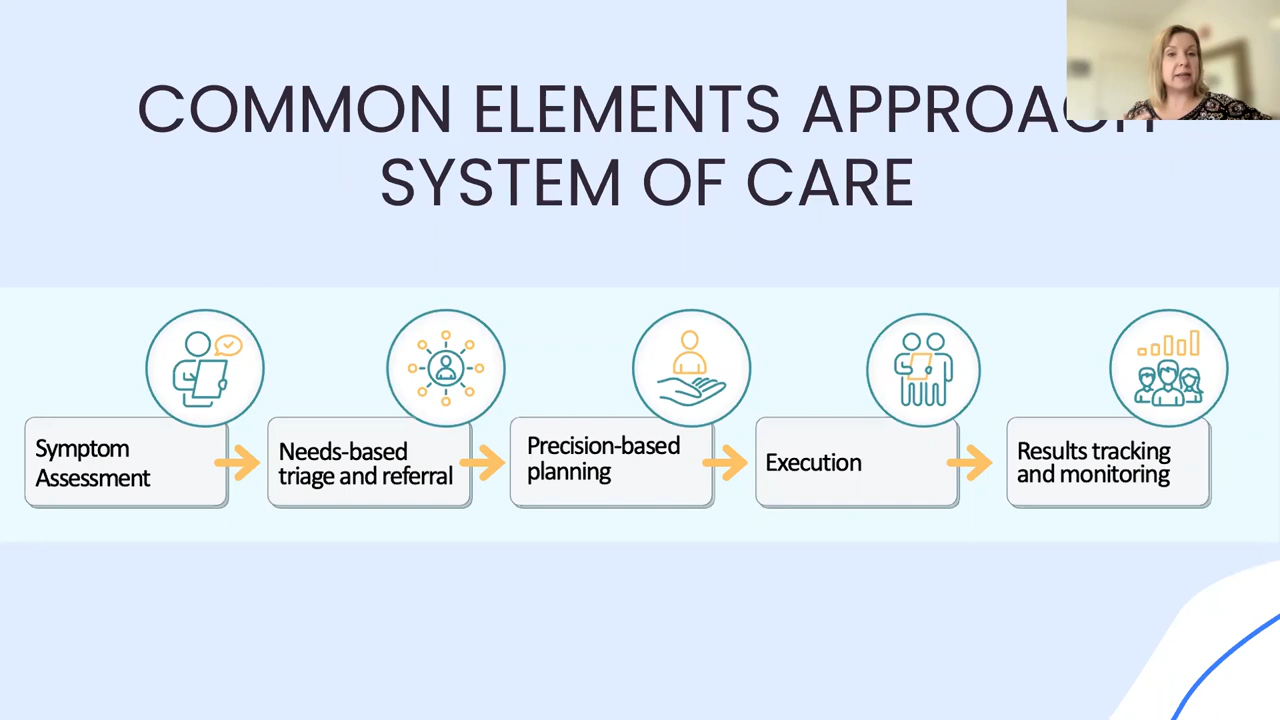 COMMON ELEMENTS APPROACH
SYSTEM OF CARE
Symptom
Assessment
Needs-based
triage and referral
Precision-based
planning
Execution
Results tracking
and monitoring